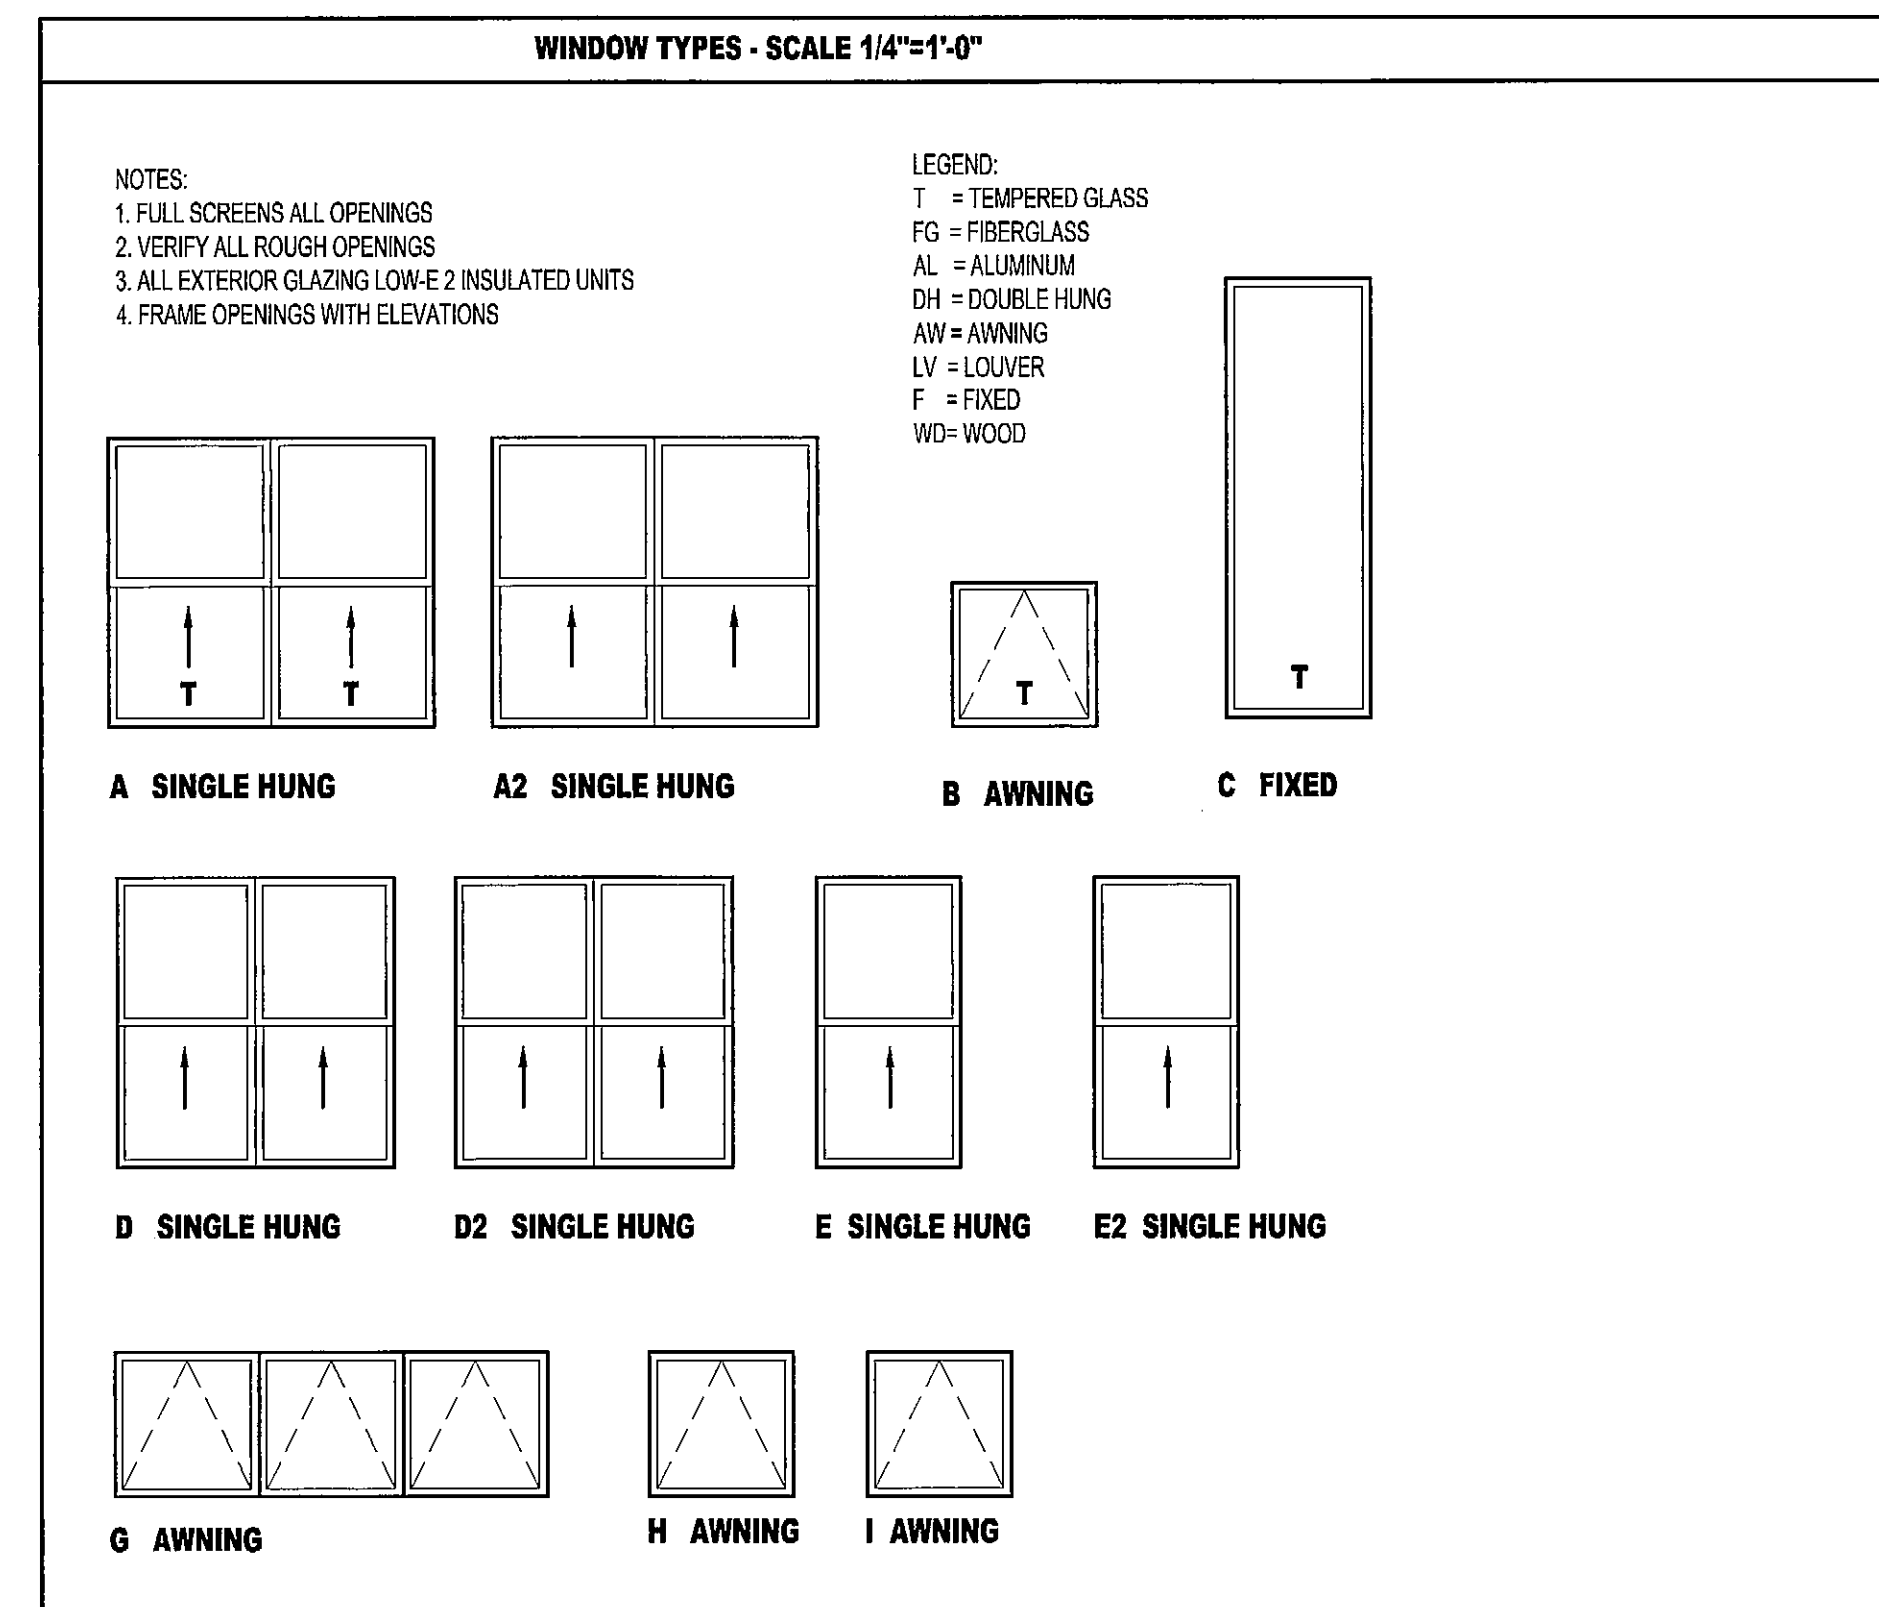 WINDOW TYPES - SCALE 1/4"=1'-0"
NOTES:
1. FULL SCREENS ALL OPENINGS
2. VERIFY ALL ROUGH OPENINGS
3. ALL EXTERIOR GLAZING LOW-E 2 INSULATED UNITS
4. FRAME OPENINGS WITH ELEVATIONS
LEGEND:
T = TEMPERED GLASS
FG = FIBERGLASS
AL = ALUMINUM
DH = DOUBLE HUNG
AW = AWNING
LV = LOUVER
F = FIXED
WD= WOOD
T
T
T
T
A SINGLE HUNG
A2 SINGLE HUNG
B AWNING
C FIXED
D SINGLE HUNG
D2 SINGLE HUNG
E SINGLE HUNG
E2 SINGLE HUNG
G AWNING
H AWNING
I AWNING